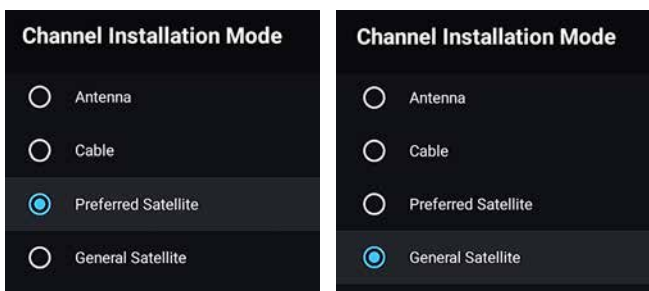 Channel Installation Mode
Antenna
Cable
Preferred Satellite
General Satellite
Channel Installation Mode
Antenna
Cable
Preferred Satellite
General Satellite